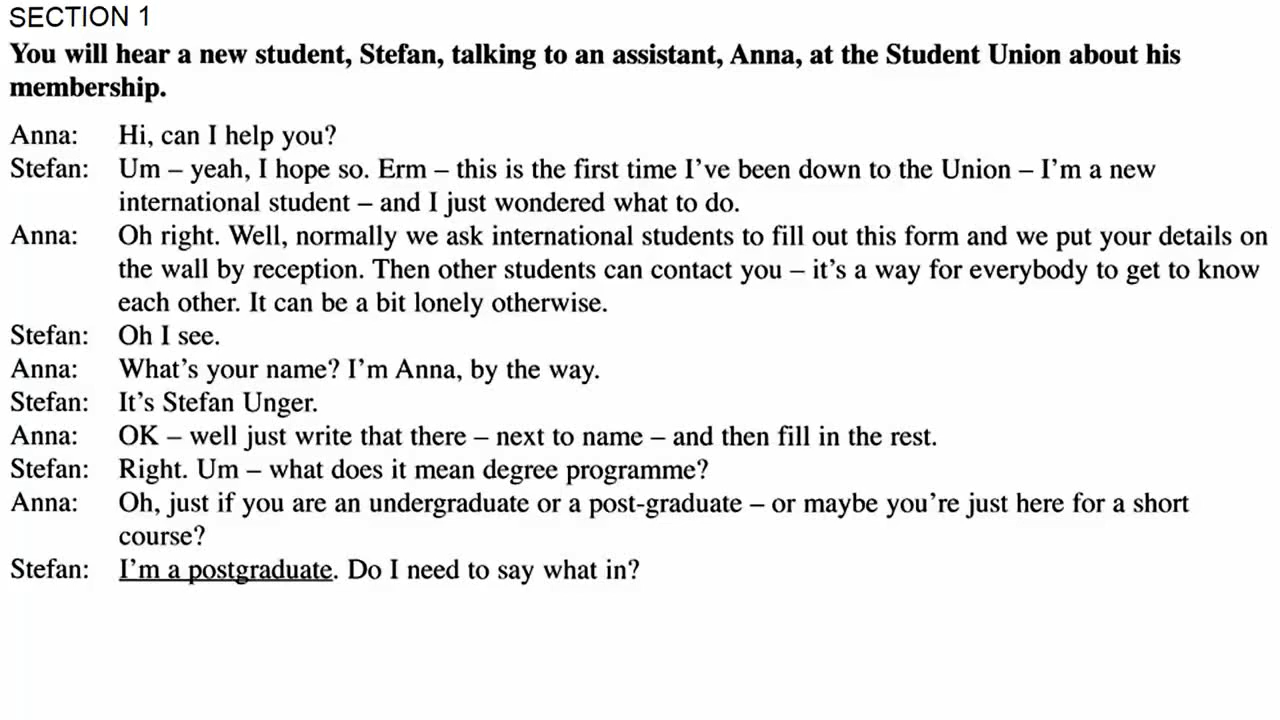 SECTION 1
You will hear a new student, Stefan, talking to an assistant, Anna, at the Student Union about his
membership.
Anna: Hi, can I help you?
Stefan: Um – yeah, I hope so. Erm – this is the first time I've been down to the Union – I'm a new
international student – and I just wondered what to do.
Anna: Oh right. Well, normally we ask international students to fill out this form and we put your details on
the wall by reception. Then other students can contact you – it's a way for everybody to get to know
each other. It can be a bit lonely otherwise.
Stefan: Oh I see.
Anna: What's your name? I'm Anna, by the way.
Stefan: It's Stefan Unger.
Anna: OK – well just write that there – next to name – and then fill in the rest.
Stefan: Right. Um – what does it mean degree programme?
Anna: Oh, just if you are an undergraduate or a post-graduate – or maybe you're just here for a short
course?
Stefan: I'm a postgraduate. Do I need to say what in?